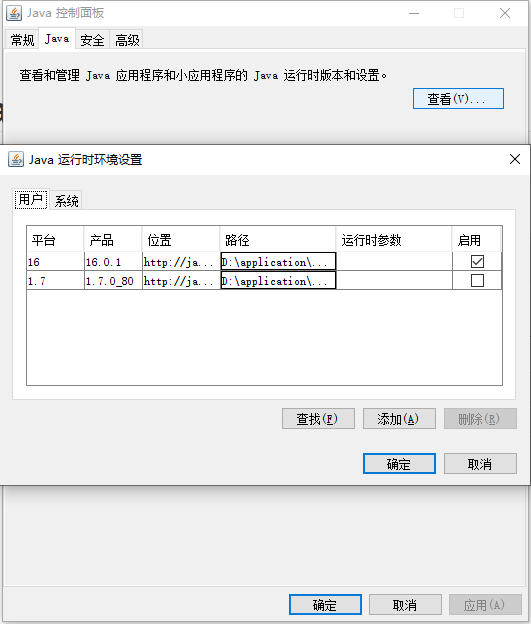 Java 控制面板
常规 Java 安全 高级
查看和管理 Java 应用程序和小应用程序的 Java 运行时版本和设置。
查看(V)...
Java 运行时环境设置
用户 系统
平台 产品 位置 路径 运行时参数 启用
16 16.0.1 http://ja... D:\application\...
1.7 1.7.0_80 http://ja... D:\application\...
查找(F) 添加(A) 删除(R)
确定 取消
确定 取消 应用(A)